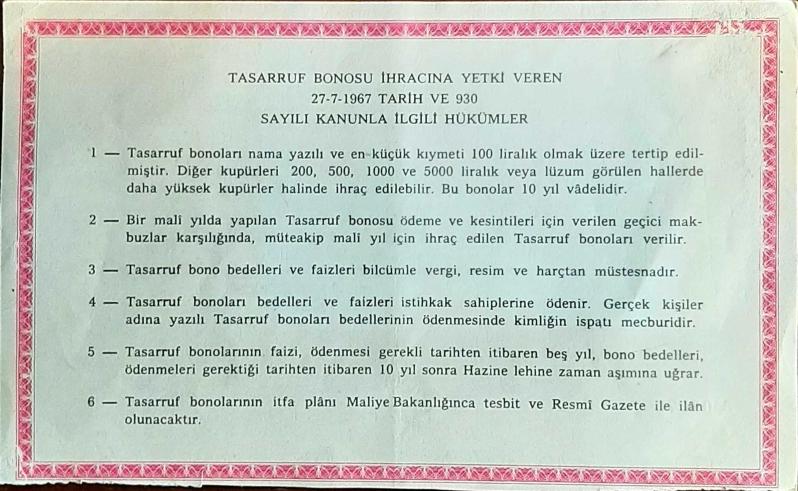 TASARRUF BONOSU İHRACINA YETKİ VEREN
27-7-1967 TARİH VE 930
SAYILI KANUNLA İLGİLİ HÜKÜMLER
1 — Tasarruf bonoları nama yazılı ve en küçük kıymeti 100 liralık olmak üzere tertip edil-
miştir. Diğer kupürleri 200, 500, 1000 ve 5000 liralık veya lüzum görülen hallerde
daha yüksek kupürler halinde ihraç edilebilir. Bu bonolar 10 yıl vâdelidir.
2 — Bir mali yılda yapılan Tasarruf bonosu ödeme ve kesintileri için verilen geçici mak-
buzlar karşılığında, müteakip mali yıl için ihraç edilen Tasarruf bonoları verilir.
3 — Tasarruf bono bedelleri ve faizleri bilcümle vergi, resim ve harçtan müstesnadır.
4 — Tasarruf bonoları bedelleri ve faizleri istihkak sahiplerine ödenir. Gerçek kişiler
adına yazılı Tasarruf bonoları bedellerinin ödenmesinde kimliğin ispatı mecburidir.
5 — Tasarruf bonolarının faizi, ödenmesi gerekli tarihten itibaren beş yıl, bono bedelleri,
ödenmeleri gerektiği tarihten itibaren 10 yıl sonra Hazine lehine zaman aşımına uğrar.
6 — Tasarruf bonolarının itfa plânı Maliye Bakanlığınca tesbit ve Resmî Gazete ile ilân
olunacaktır.